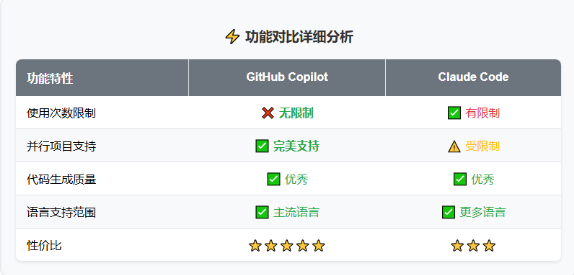 ⚡ 功能对比详细分析
功能特性 GitHub Copilot Claude Code
使用次数限制 ❌ 无限制 ✅ 有限制
并行项目支持 ✅ 完美支持 ⚠️ 受限制
代码生成质量 ✅ 优秀 ✅ 优秀
语言支持范围 ✅ 主流语言 ✅ 更多语言
性价比 ⭐⭐⭐⭐⭐ ⭐⭐⭐